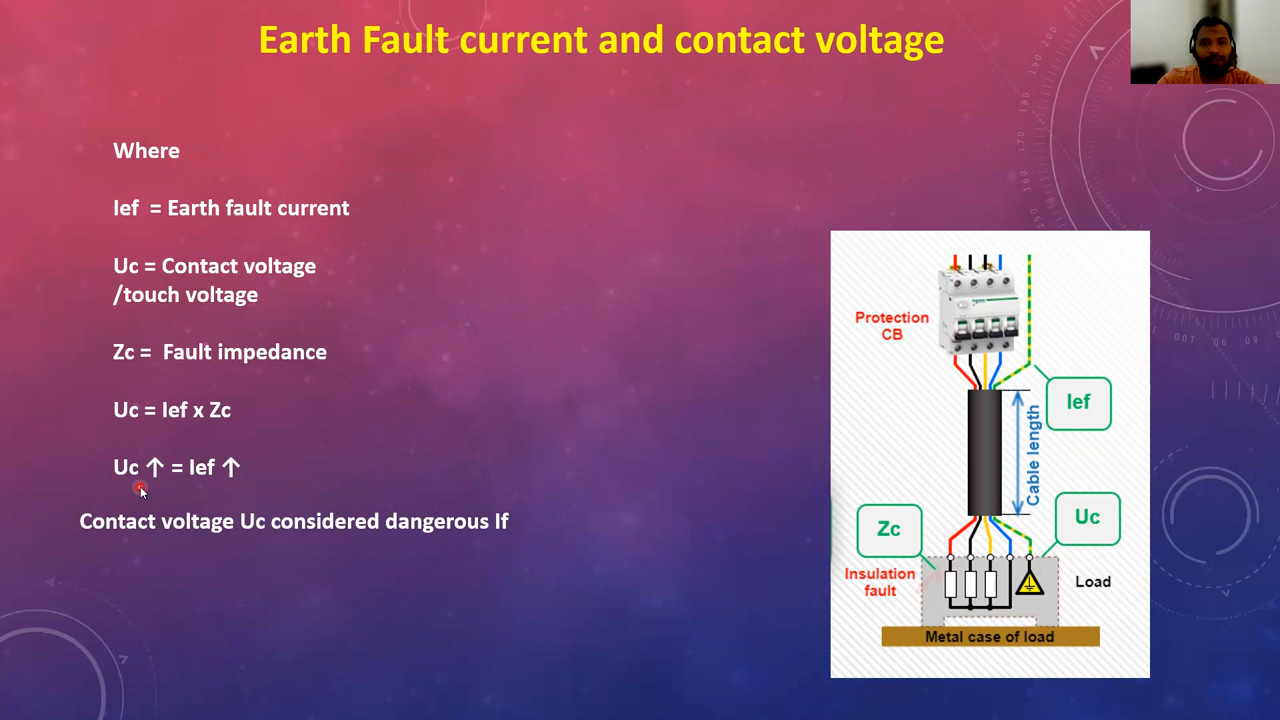 Earth Fault current and contact voltage
Where
Ief = Earth fault current
Uc = Contact voltage
/touch voltage
Zc = Fault impedance
Uc = Ief x Zc
Uc ↑ = Ief ↑
Contact voltage Uc considered dangerous If
Protection
CB
Ief
Cable length
Zc
Uc
Insulation
fault
Load
Metal case of load